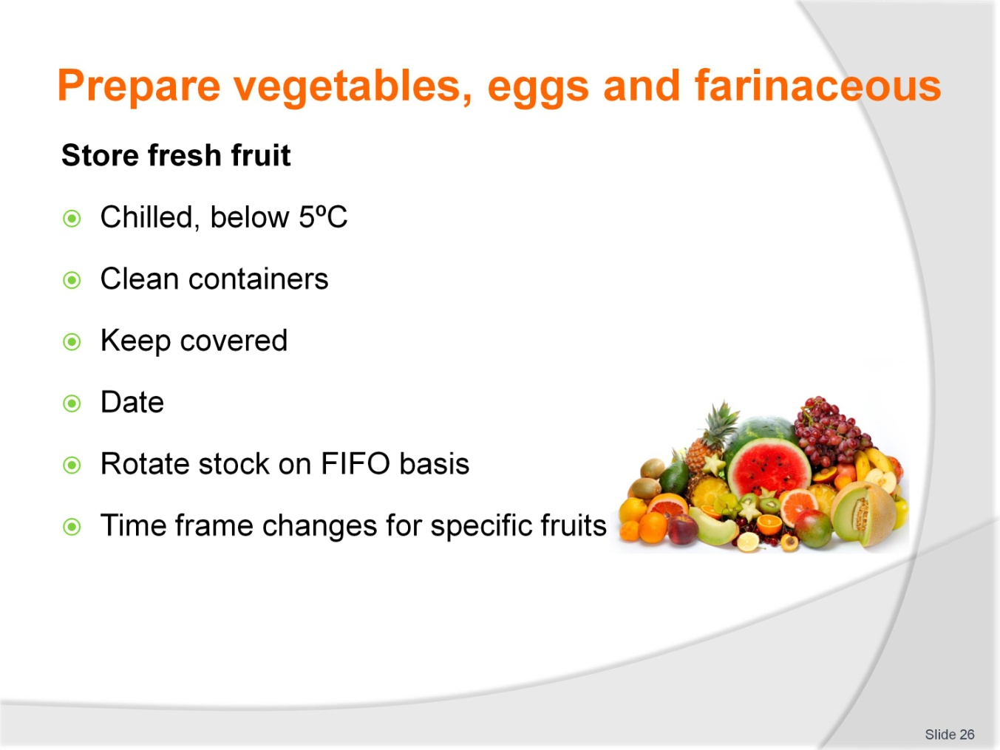 Prepare vegetables, eggs and farinaceous
Store fresh fruit
Chilled, below 5ºC
Clean containers
Keep covered
Date
Rotate stock on FIFO basis
Time frame changes for specific fruits
Slide 26